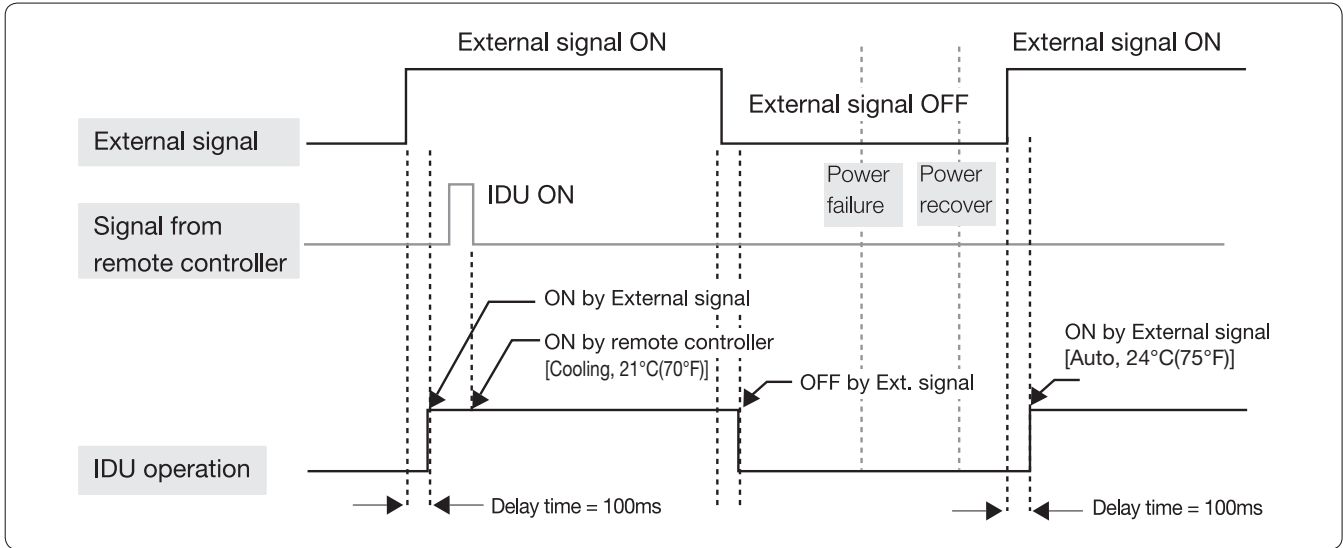 External signal ON
External signal ON
External signal OFF
External signal
Power
failure
Power
recover
IDU ON
Signal from
remote controller
ON by External signal
ON by remote controller
[Cooling, 21°C(70°F)]
OFF by Ext. signal
ON by External signal
[Auto, 24°C(75°F)]
IDU operation
Delay time = 100ms
Delay time = 100ms